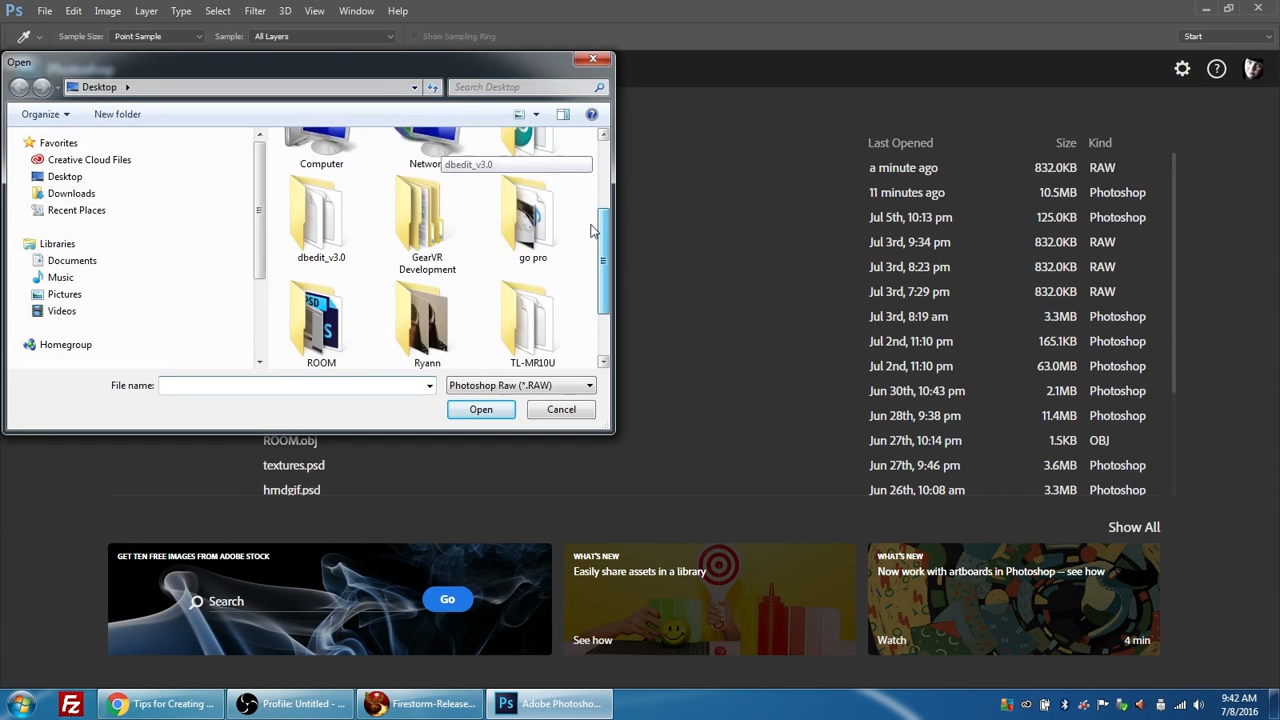 Ps File Edit Image Layer Type Select Filter 3D View Window Help
Sample Size: Point Sample Sample: All Layers Show Sampling Ring Start
Open
Desktop Search Desktop
Organize New folder
Favorites
Creative Cloud Files
Desktop
Downloads
Recent Places
Libraries
Documents
Music
Pictures
Videos
Homegroup
Computer Networ
dbedit_v3.0
dbedit_v3.0 GearVR Development go pro
ROOM Ryann TL-MR10U
File name: Photoshop Raw (*.RAW)
Open Cancel
Last Opened Size Kind
a minute ago 832.0KB RAW
11 minutes ago 10.5MB Photoshop
Jul 5th, 10:13 pm 125.0KB Photoshop
Jul 3rd, 9:34 pm 832.0KB RAW
Jul 3rd, 8:23 pm 832.0KB RAW
Jul 3rd, 7:29 pm 832.0KB RAW
Jul 3rd, 8:19 am 3.3MB Photoshop
Jul 2nd, 11:10 pm 165.1KB Photoshop
Jul 2nd, 11:10 pm 63.0MB Photoshop
Jun 30th, 10:43 pm 2.1MB Photoshop
Jun 28th, 9:38 pm 11.4MB Photoshop
ROOM.obj Jun 27th, 10:14 pm 1.5KB OBJ
textures.psd Jun 27th, 9:46 pm 3.6MB Photoshop
hmdgif.psd Jun 26th, 10:08 am 3.3MB Photoshop
Show All
GET TEN FREE IMAGES FROM ADOBE STOCK
Search Go
WHAT'S NEW
Easily share assets in a library
See how
WHAT'S NEW
Now work with artboards in Photoshop -- see how
Watch 4 min
Fz Tips for Creating ... Profile: Untitled - ... Firestorm-Release... Ps Adobe Photosho...
9:42 AM
7/8/2016